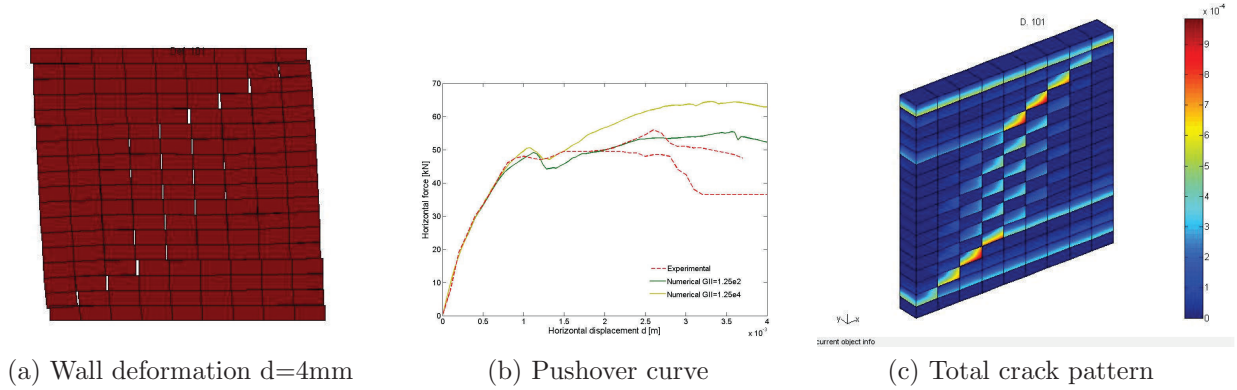 D. 101
x 10⁻⁴
9
8
7
6
5
4
3
2
1
0
y x
current object info
70
60
50
40
30
20
10
0
Horizontal force [kN]
Experimental
Numerical GII=1.25e2
Numerical GII=1.25e4
0 0.5 1 1.5 2 2.5 3 3.5 4
Horizontal displacement d [m]
x 10⁻³
(a) Wall deformation d=4mm
(b) Pushover curve
(c) Total crack pattern